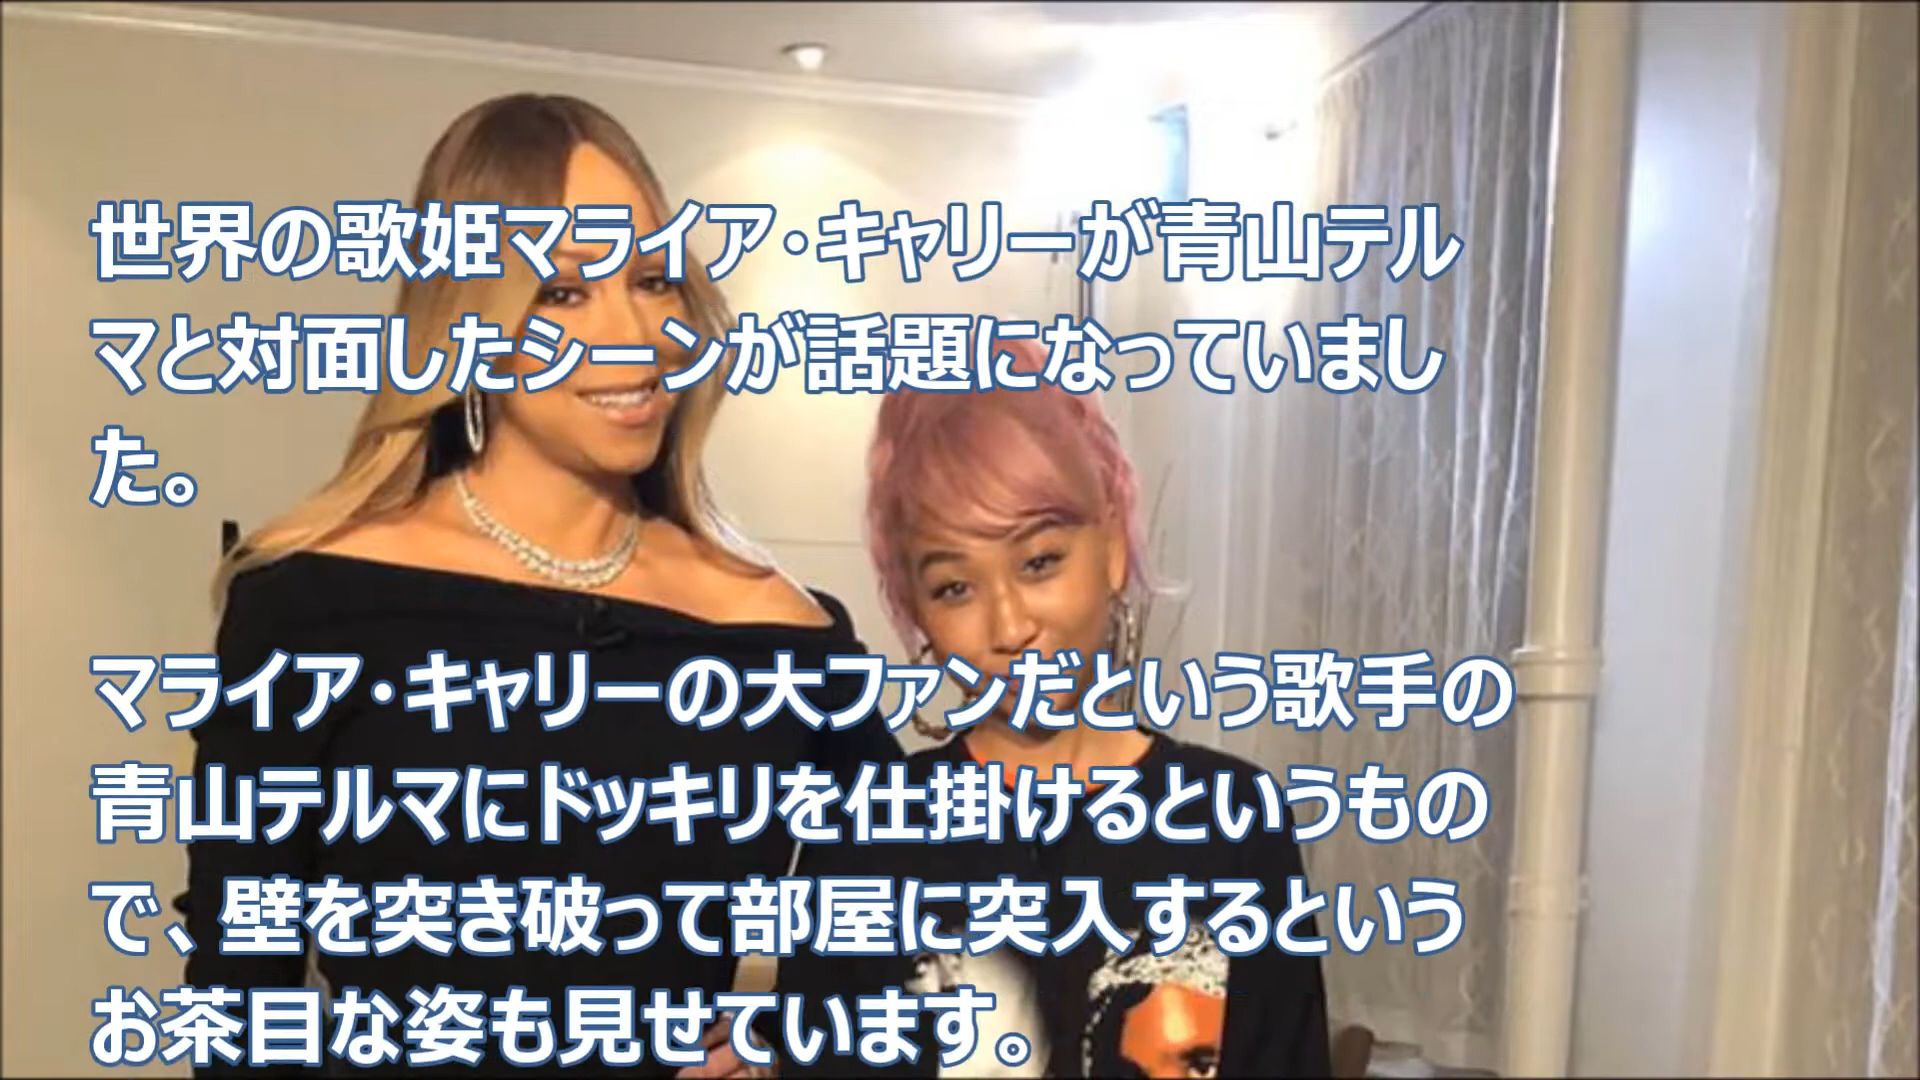 世界の歌姫マライア・キャリーが青山テル
マと対面したシーンが話題になっていまし
た。
マライア・キャリーの大ファンだという歌手の
青山テルマにドッキリを仕掛けるというもの
で、壁を突き破って部屋に突入するという
お茶目な姿も見せています。